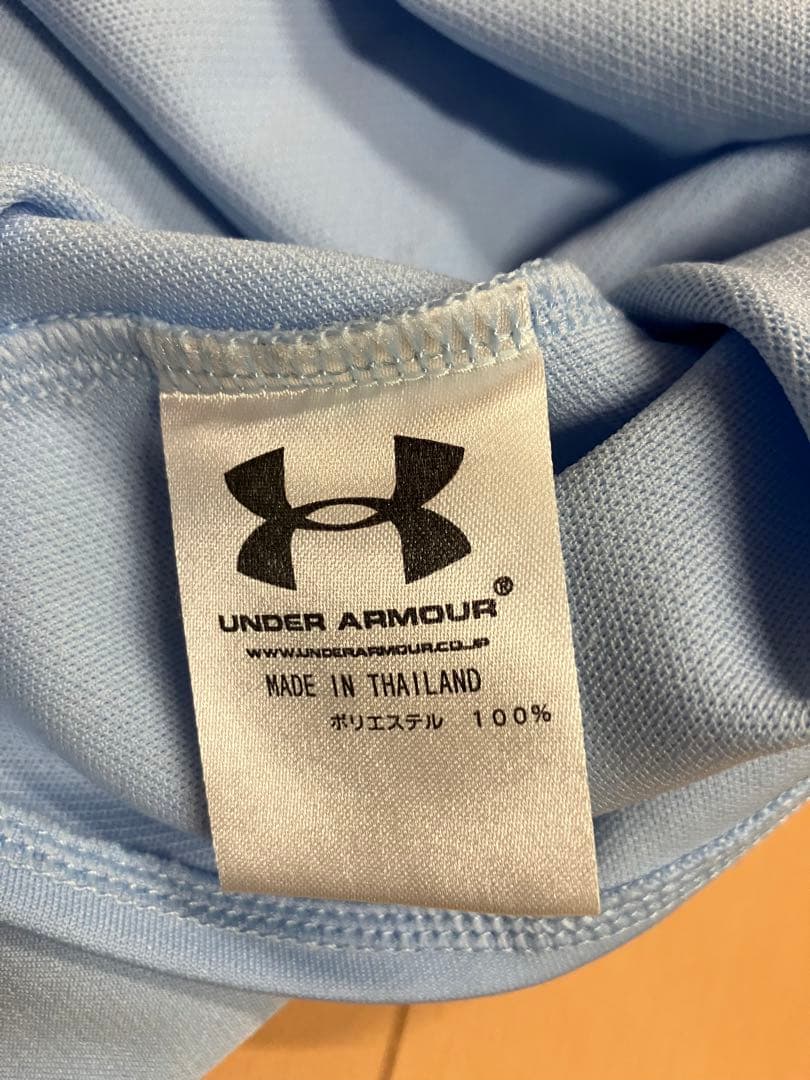 UNDER ARMOUR®
WWW.UNDERARMOUR.CO.JP
MADE IN THAILAND
ポリエステル 100%